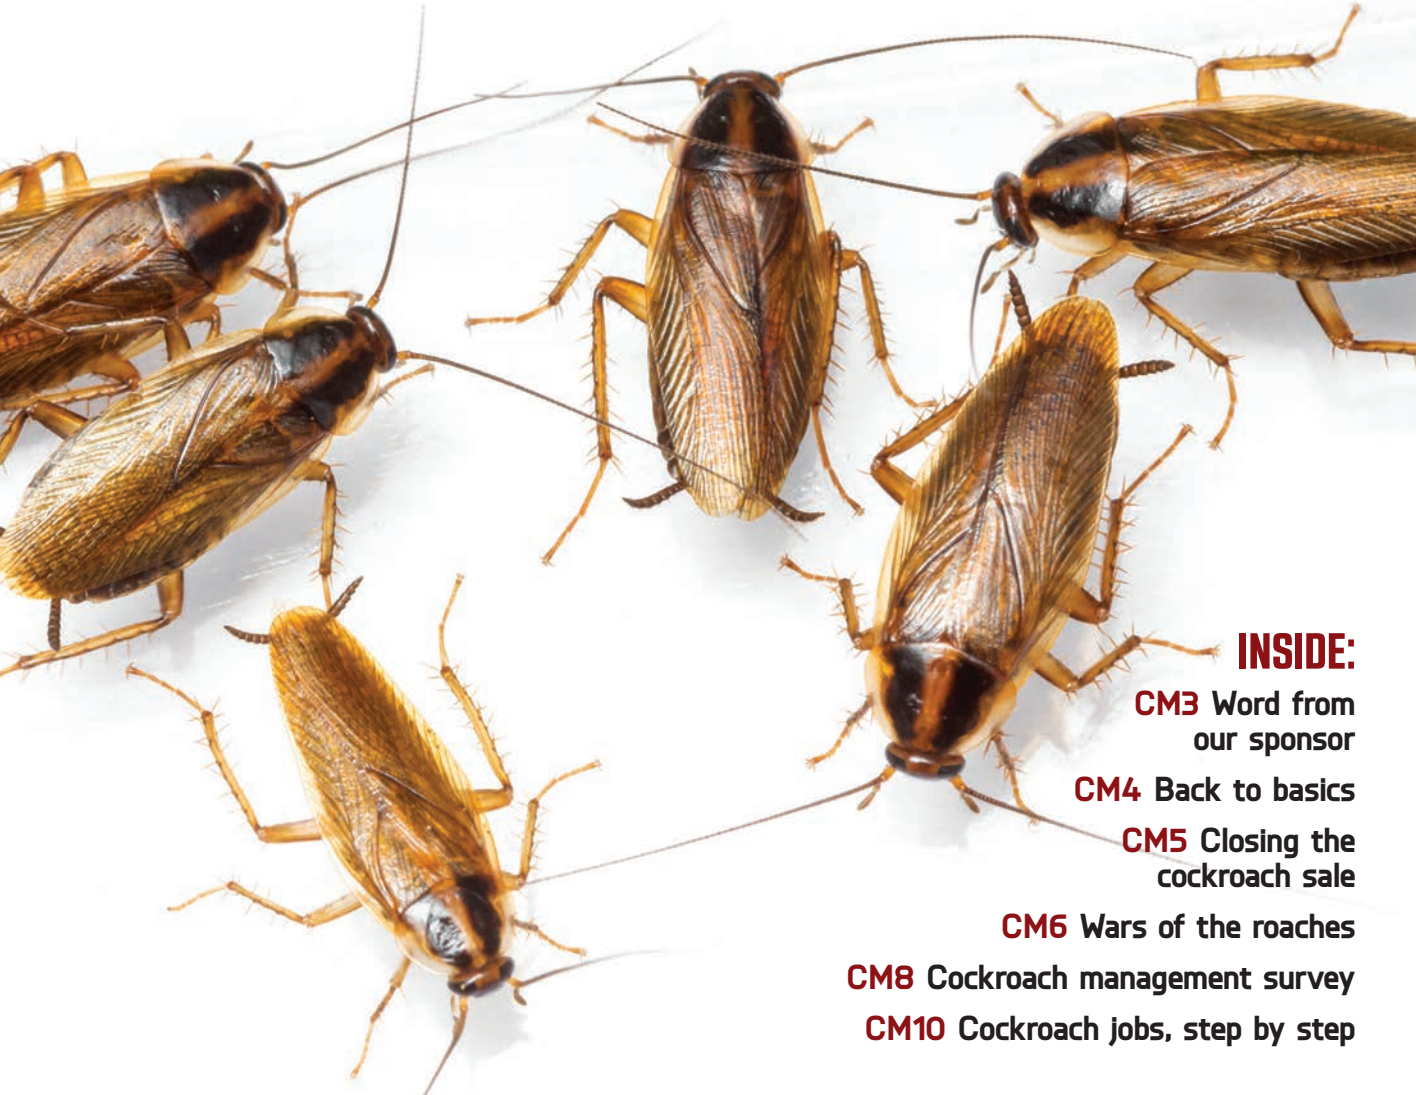 INSIDE:
CM3 Word from
our sponsor
CM4 Back to basics
CM5 Closing the
cockroach sale
CM6 Wars of the roaches
CM8 Cockroach management survey
CM10 Cockroach jobs, step by step